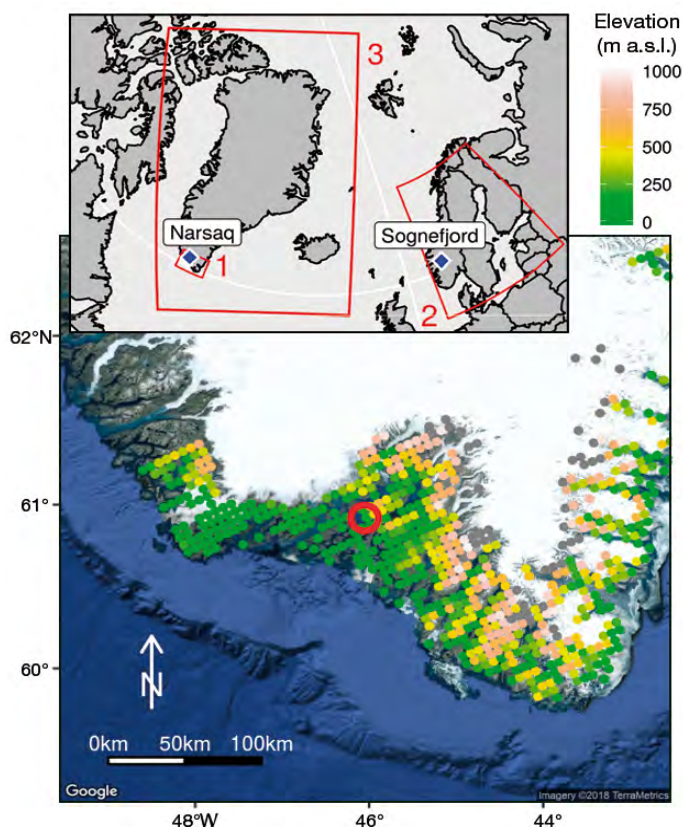 Elevation
(m a.s.l.)
1000
750
500
250
0
3
Narsaq
Sognefjord
1
2
62°N
61°
60°
N
0km 50km 100km
Google
Imagery ©2018 TerraMetrics
48°W 46° 44°